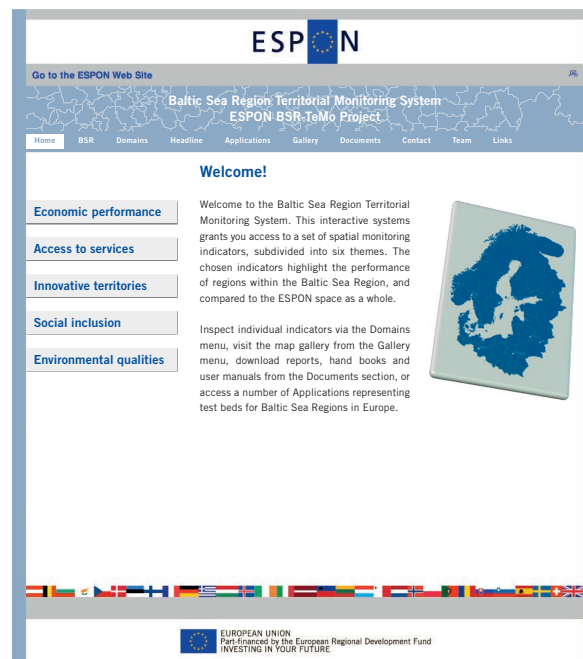 ESPON
Go to the ESPON Web Site
Baltic Sea Region Territorial Monitoring System
ESPON BSR-TeMo Project
Home BSR Domains Headline Applications Gallery Documents Contact Team Links
Welcome!
Economic performance
Access to services
Innovative territories
Social inclusion
Environmental qualities
Welcome to the Baltic Sea Region Territorial
Monitoring System. This interactive systems
grants you access to a set of spatial monitoring
indicators, subdivided into six themes. The
chosen indicators highlight the performance
of regions within the Baltic Sea Region, and
compared to the ESPON space as a whole.
Inspect individual indicators via the Domains
menu, visit the map gallery from the Gallery
menu, download reports, hand books and
user manuals from the Documents section, or
access a number of Applications representing
test beds for Baltic Sea Regions in Europe.
EUROPEAN UNION
Part-financed by the European Regional Development Fund
INVESTING IN YOUR FUTURE